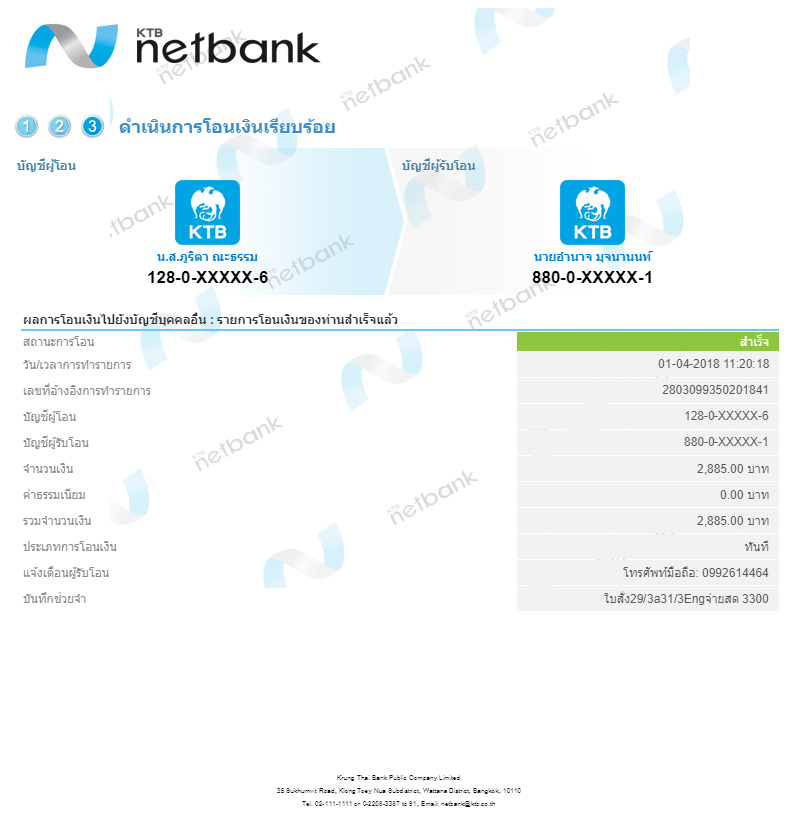 KTB
netbank
1 2 3 ดำเนินการโอนเงินเรียบร้อย
บัญชีผู้โอน
บัญชีผู้รับโอน
KTB
KTB
น.ส.ภูริตา ณะธรรม
นายอำนาจ มุจนานนท์
128-0-XXXXX-6
880-0-XXXXX-1
ผลการโอนเงินไปยังบัญชีบุคคลอื่น : รายการโอนเงินของท่านสำเร็จแล้ว
สถานะการโอน สำเร็จ
วัน/เวลาการทำรายการ 01-04-2018 11:20:18
เลขที่อ้างอิงการทำรายการ 2803099350201841
บัญชีผู้โอน 128-0-XXXXX-6
บัญชีผู้รับโอน 880-0-XXXXX-1
จำนวนเงิน 2,885.00 บาท
ค่าธรรมเนียม 0.00 บาท
รวมจำนวนเงิน 2,885.00 บาท
ประเภทการโอนเงิน ทันที
แจ้งเตือนผู้รับโอน โทรศัพท์มือถือ: 0992614464
บันทึกช่วยจำ ใบสั่ง29/3a31/3Engจ่ายสด 3300
Krung Thai Bank Public Company Limited
35 Sukhumvit Road, Klong Toey Nua Subdistrict, Wattana District, Bangkok, 10110
Tel. 02-111-1111 or 0-2208-3387 to 91, Email: netbank@ktb.co.th